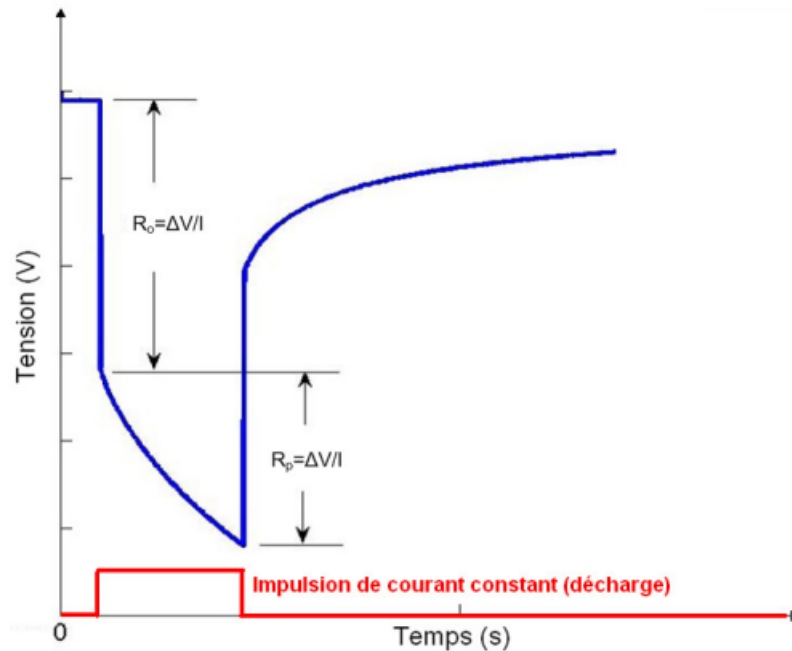 Tension (V)
Rₒ=ΔV/I
Rₚ=ΔV/I
Impulsion de courant constant (décharge)
0
Temps (s)